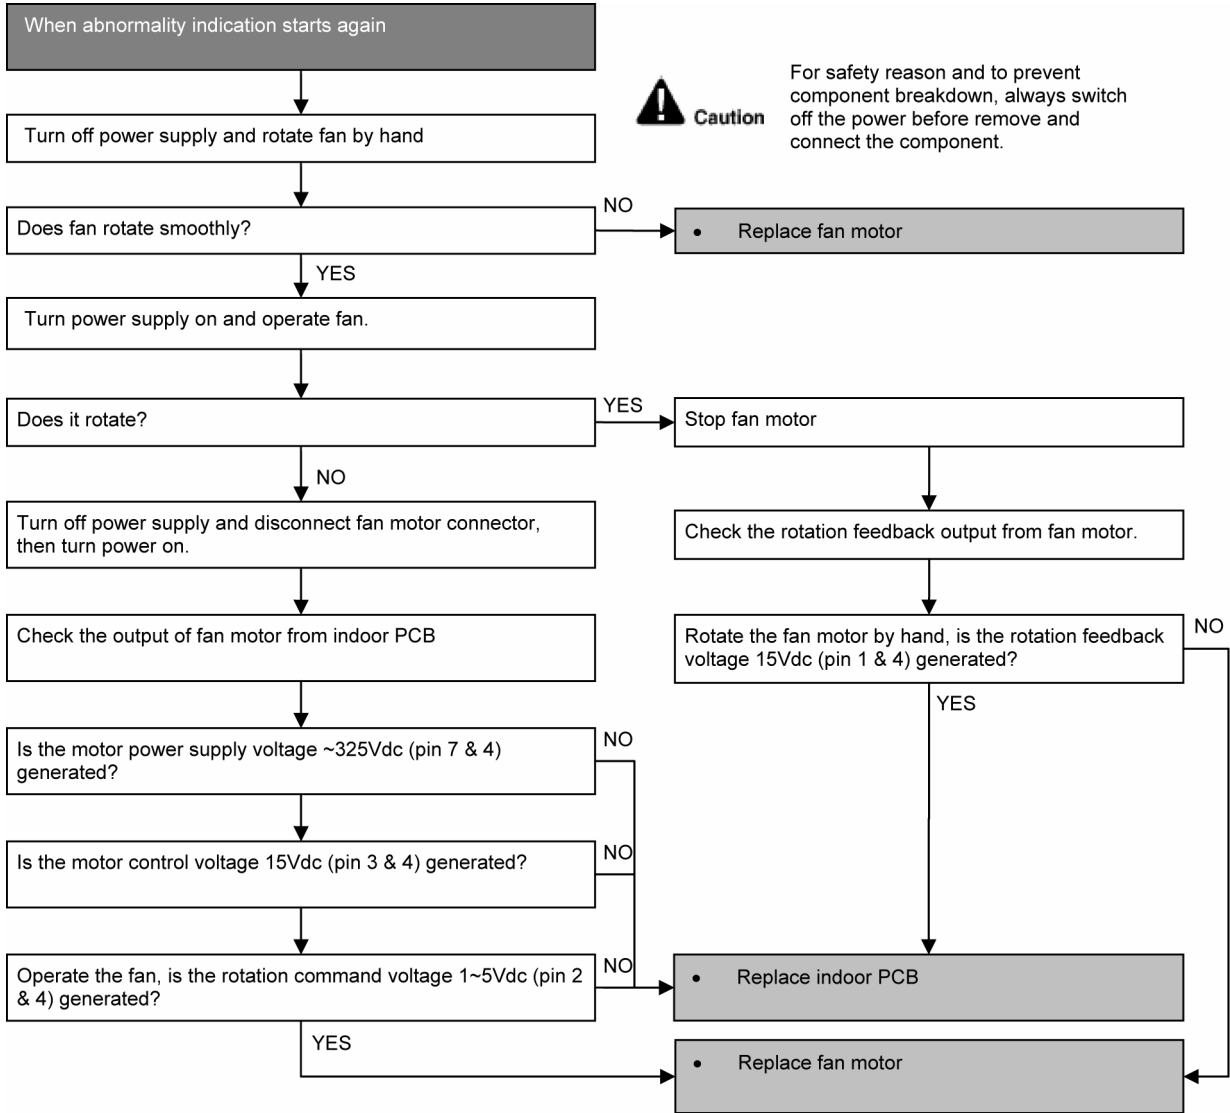 When abnormality indication starts again
For safety reason and to prevent
component breakdown, always switch
off the power before remove and
connect the component.
Caution
Turn off power supply and rotate fan by hand
Does fan rotate smoothly?
NO
• Replace fan motor
YES
Turn power supply on and operate fan.
Does it rotate?
YES
Stop fan motor
NO
Turn off power supply and disconnect fan motor connector,
then turn power on.
Check the rotation feedback output from fan motor.
Check the output of fan motor from indoor PCB
Rotate the fan motor by hand, is the rotation feedback
voltage 15Vdc (pin 1 & 4) generated?
NO
YES
Is the motor power supply voltage ~325Vdc (pin 7 & 4)
generated?
NO
Is the motor control voltage 15Vdc (pin 3 & 4) generated?
NO
Operate the fan, is the rotation command voltage 1~5Vdc (pin 2
& 4) generated?
NO
• Replace indoor PCB
YES
• Replace fan motor